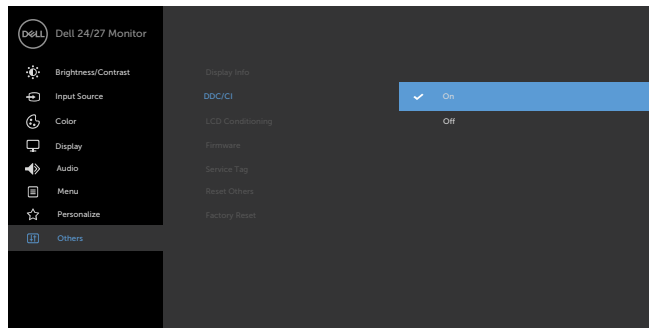 DELL Dell 24/27 Monitor
Brightness/Contrast
Input Source
Color
Display
Audio
Menu
Personalize
Others
Display Info
DDC/CI
LCD Conditioning
Firmware
Service Tag
Reset Others
Factory Reset
On
Off